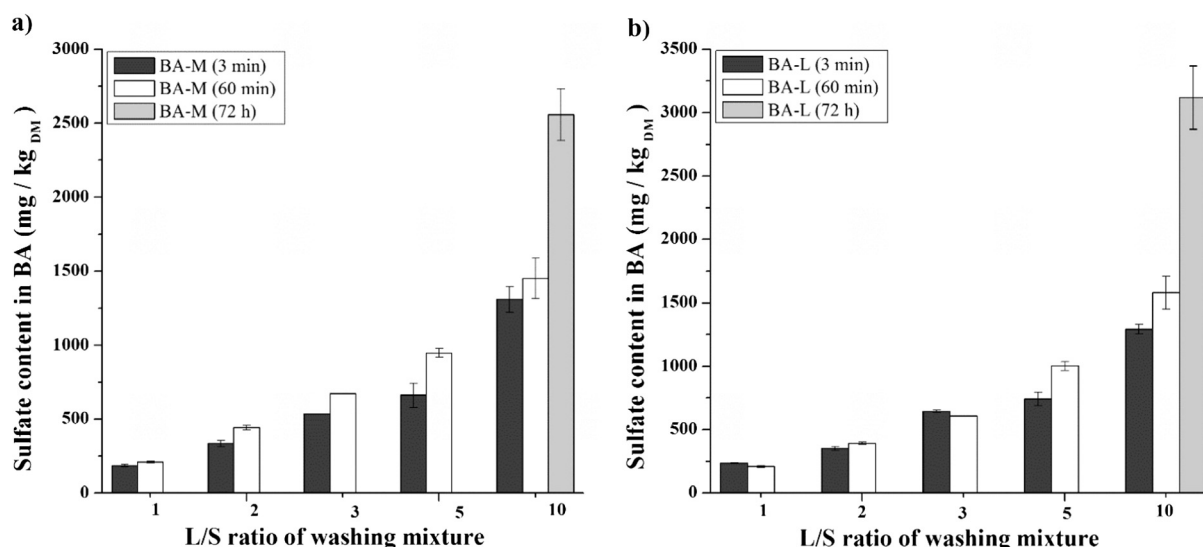 a)
Sulfate content in BA (mg / kg DM)
3000
2500
2000
1500
1000
500
0
BA-M (3 min)
BA-M (60 min)
BA-M (72 h)
1 2 3 5 10
L/S ratio of washing mixture
b)
Sulfate content in BA (mg / kg DM)
3500
3000
2500
2000
1500
1000
500
0
BA-L (3 min)
BA-L (60 min)
BA-L (72 h)
1 2 3 5 10
L/S ratio of washing mixture